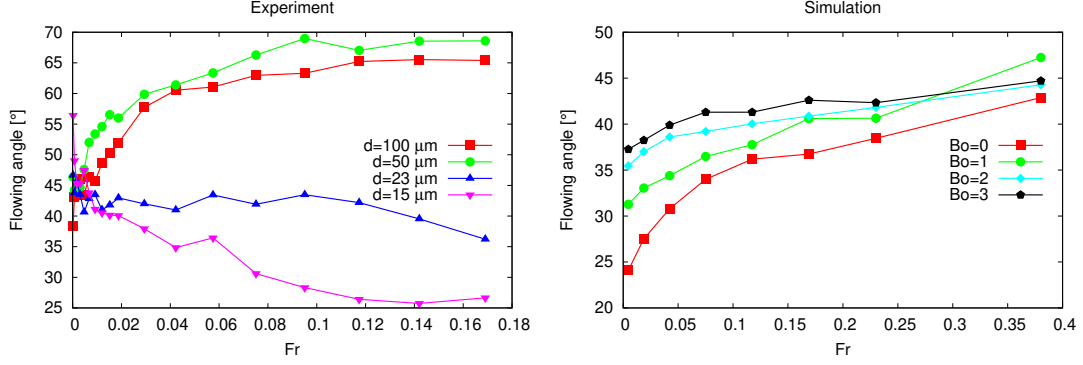 Experiment
Flowing angle [°]
70
65
60
55
50
45
40
35
30
25
0
0.02
0.04
0.06
0.08
0.1
0.12
0.14
0.16
0.18
Fr
d=100 μm
d=50 μm
d=23 μm
d=15 μm
Simulation
Flowing angle [°]
50
45
40
35
30
25
20
0
0.05
0.1
0.15
0.2
0.25
0.3
0.35
0.4
Fr
Bo=0
Bo=1
Bo=2
Bo=3